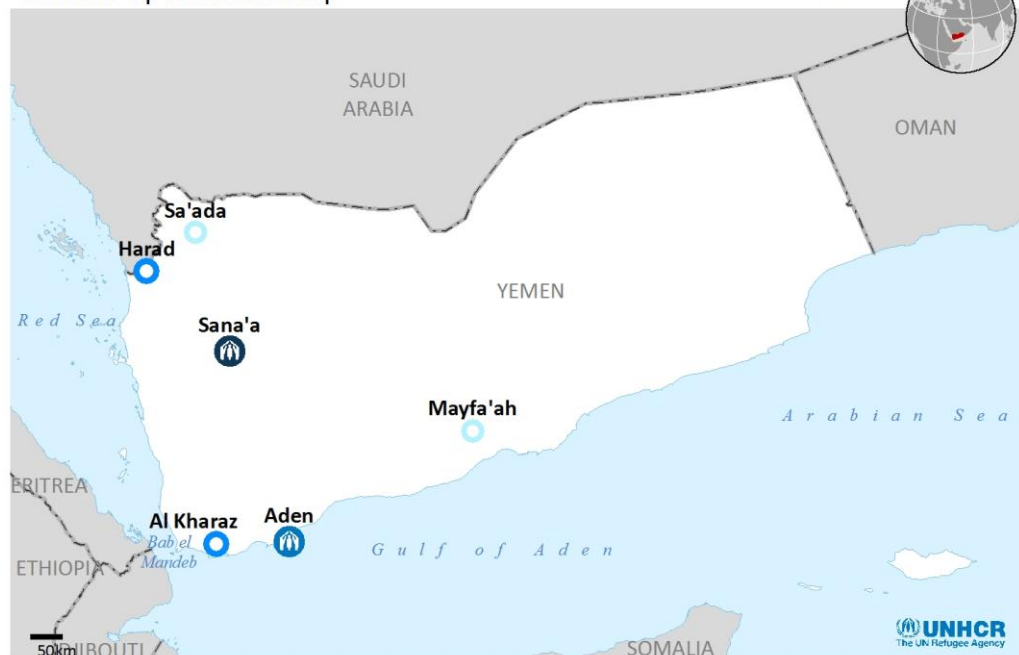 SAUDI
ARABIA
OMAN
Sa'ada
Harad
YEMEN
Red Sea
Sana'a
Mayfa'ah
Arabian Sea
ERITREA
Al Kharaz
Aden
Bab el
Mandeb
Gulf of Aden
ETHIOPIA
50km
DJIBOUTI
SOMALIA
UNHCR
The UN Refugee Agency